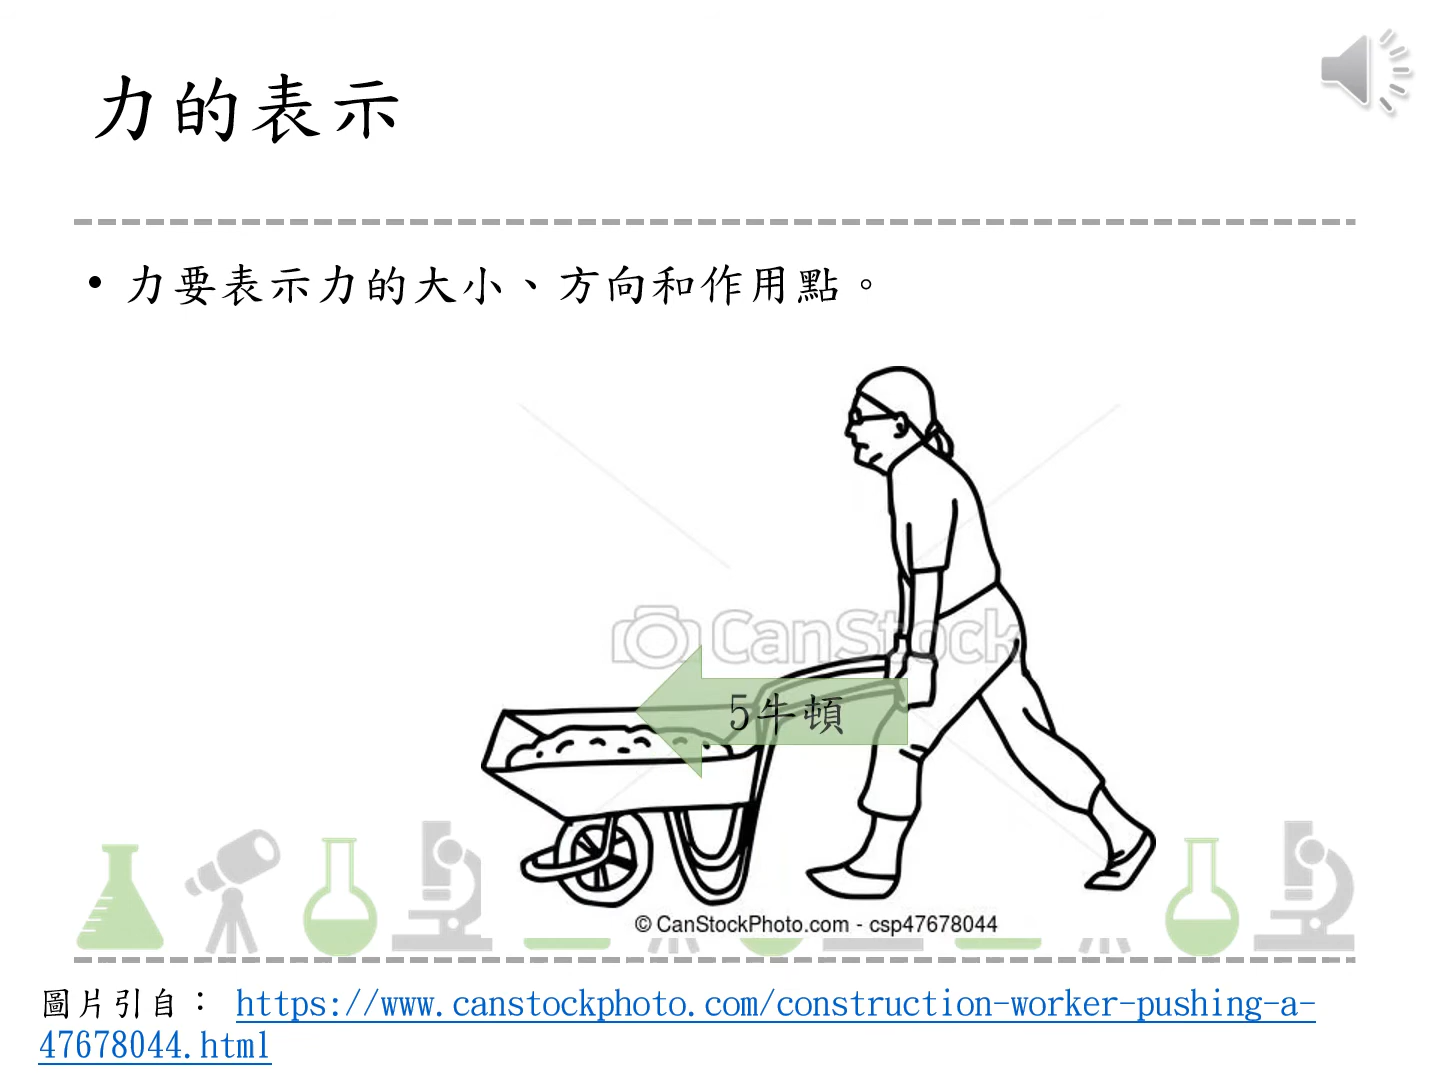 力的表示
• 力要表示力的大小、方向和作用點。
CanStock
5牛頓
© CanStockPhoto.com - csp47678044
圖片引自： https://www.canstockphoto.com/construction-worker-pushing-a-
47678044.html